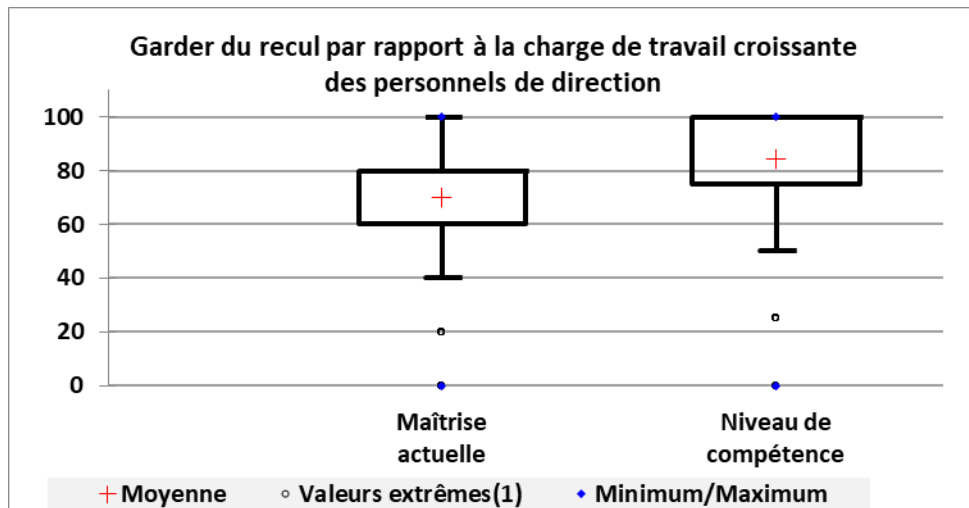 Garder du recul par rapport à la charge de travail croissante
des personnels de direction
100
80
60
40
20
0
Maîtrise
actuelle
Niveau de
compétence
Moyenne
Valeurs extrêmes(1)
Minimum/Maximum